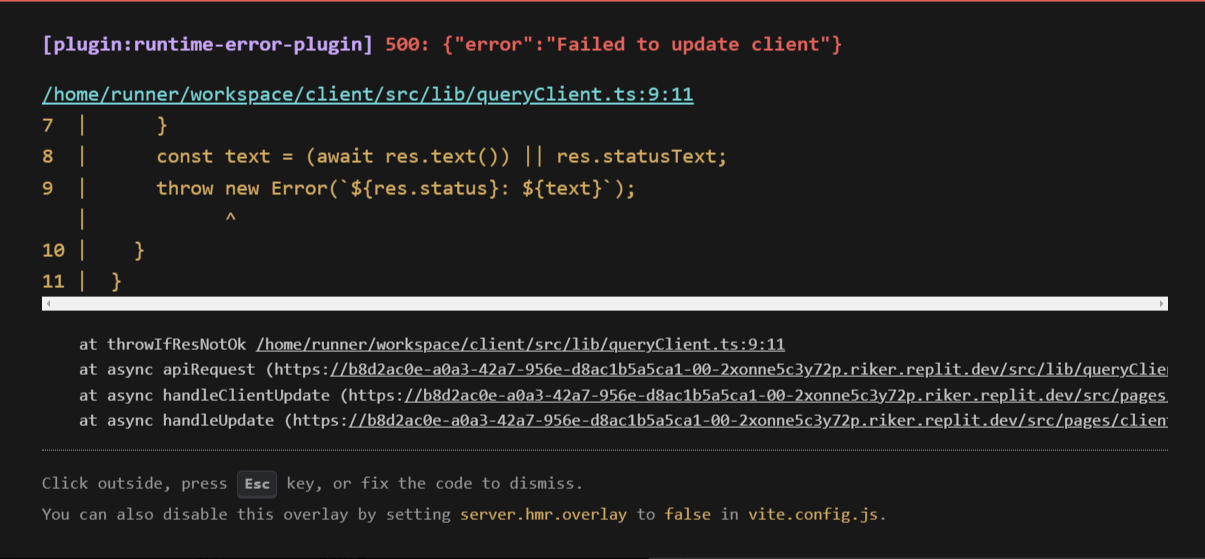 [plugin:runtime-error-plugin] 500: {"error":"Failed to update client"}
/home/runner/workspace/client/src/lib/queryClient.ts:9:11
7  |      }
8  |      const text = (await res.text()) || res.statusText;
9  |      throw new Error(`${res.status}: ${text}`);
   |            ^
10 |    }
11 |  }
at throwIfResNotOk /home/runner/workspace/client/src/lib/queryClient.ts:9:11
at async apiRequest (https://b8d2ac0e-a0a3-42a7-956e-d8ac1b5a5ca1-00-2xonne5c3y72p.riker.replit.dev/src/lib/queryClie
at async handleClientUpdate (https://b8d2ac0e-a0a3-42a7-956e-d8ac1b5a5ca1-00-2xonne5c3y72p.riker.replit.dev/src/pages
at async handleUpdate (https://b8d2ac0e-a0a3-42a7-956e-d8ac1b5a5ca1-00-2xonne5c3y72p.riker.replit.dev/src/pages/client
Click outside, press Esc key, or fix the code to dismiss.
You can also disable this overlay by setting server.hmr.overlay to false in vite.config.js.